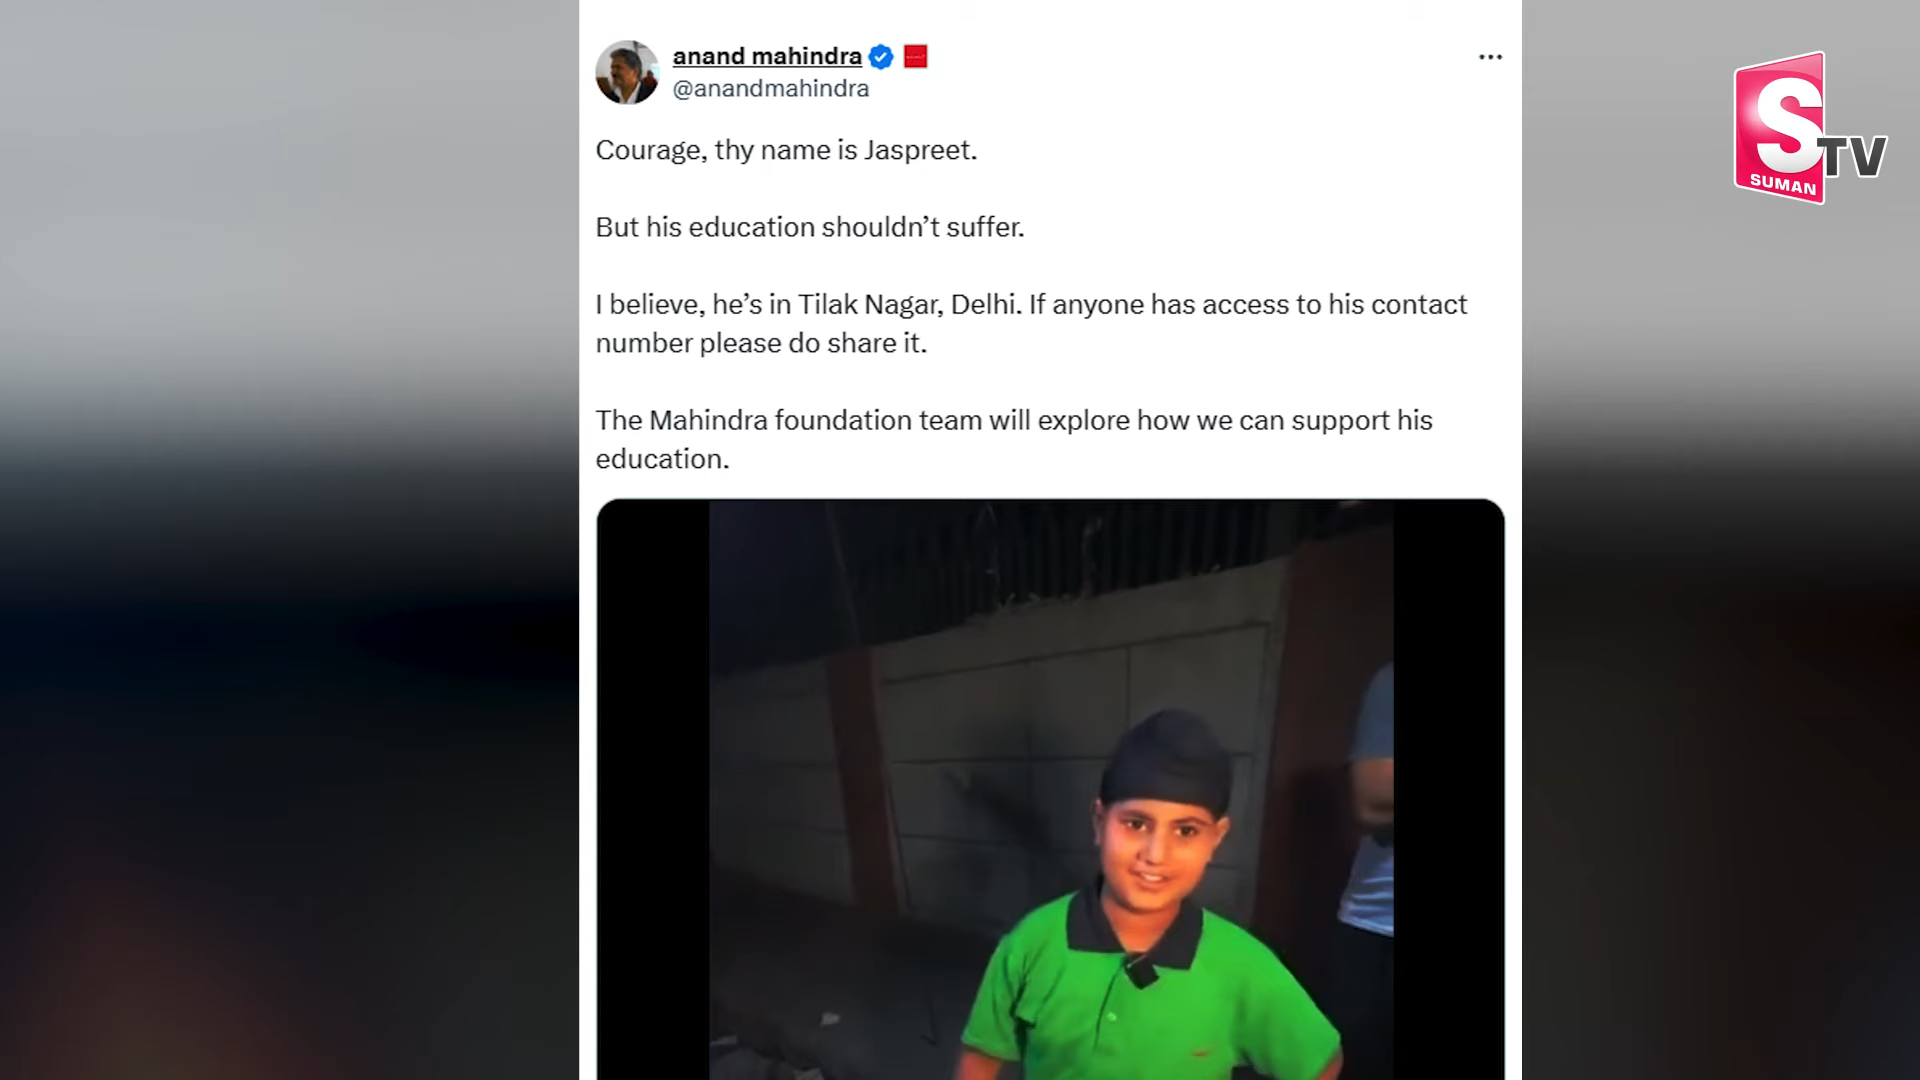 anand mahindra
@anandmahindra
Courage, thy name is Jaspreet.
But his education shouldn’t suffer.
I believe, he’s in Tilak Nagar, Delhi. If anyone has access to his contact
number please do share it.
The Mahindra foundation team will explore how we can support his
education.
S TV
SUMAN